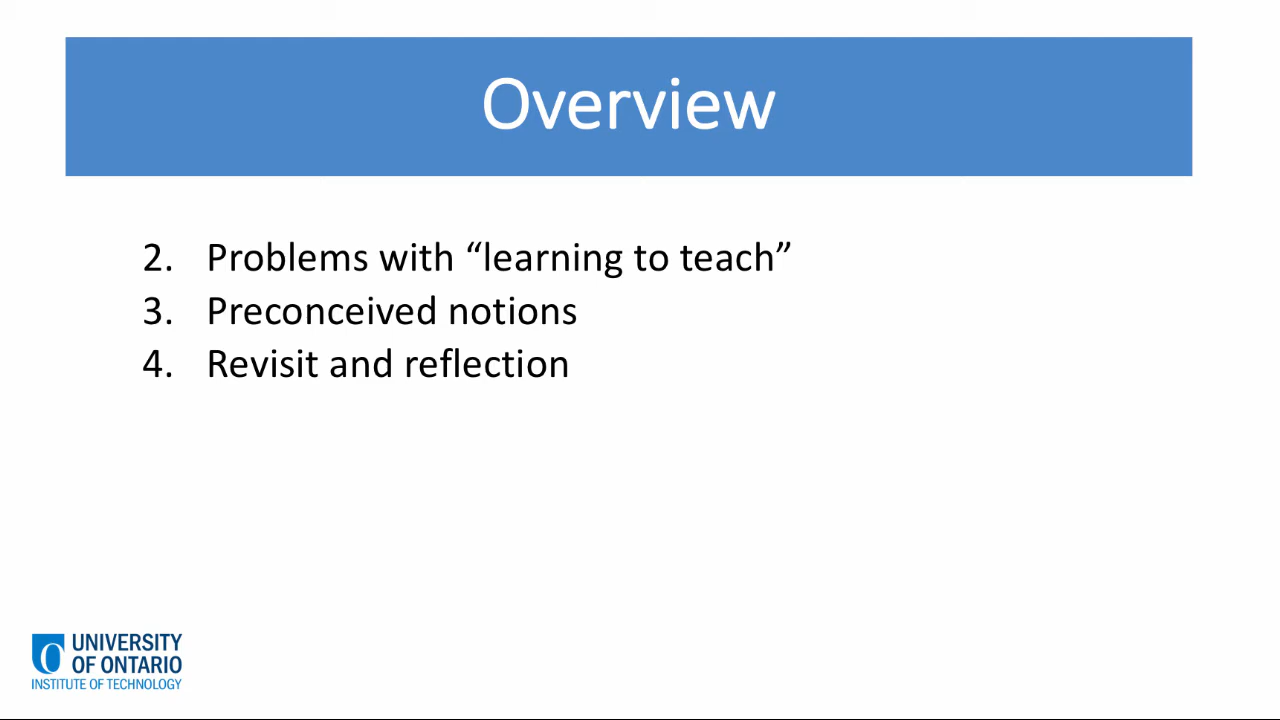 Overview
2. Problems with “learning to teach”
3. Preconceived notions
4. Revisit and reflection
UNIVERSITY
OF ONTARIO
INSTITUTE OF TECHNOLOGY